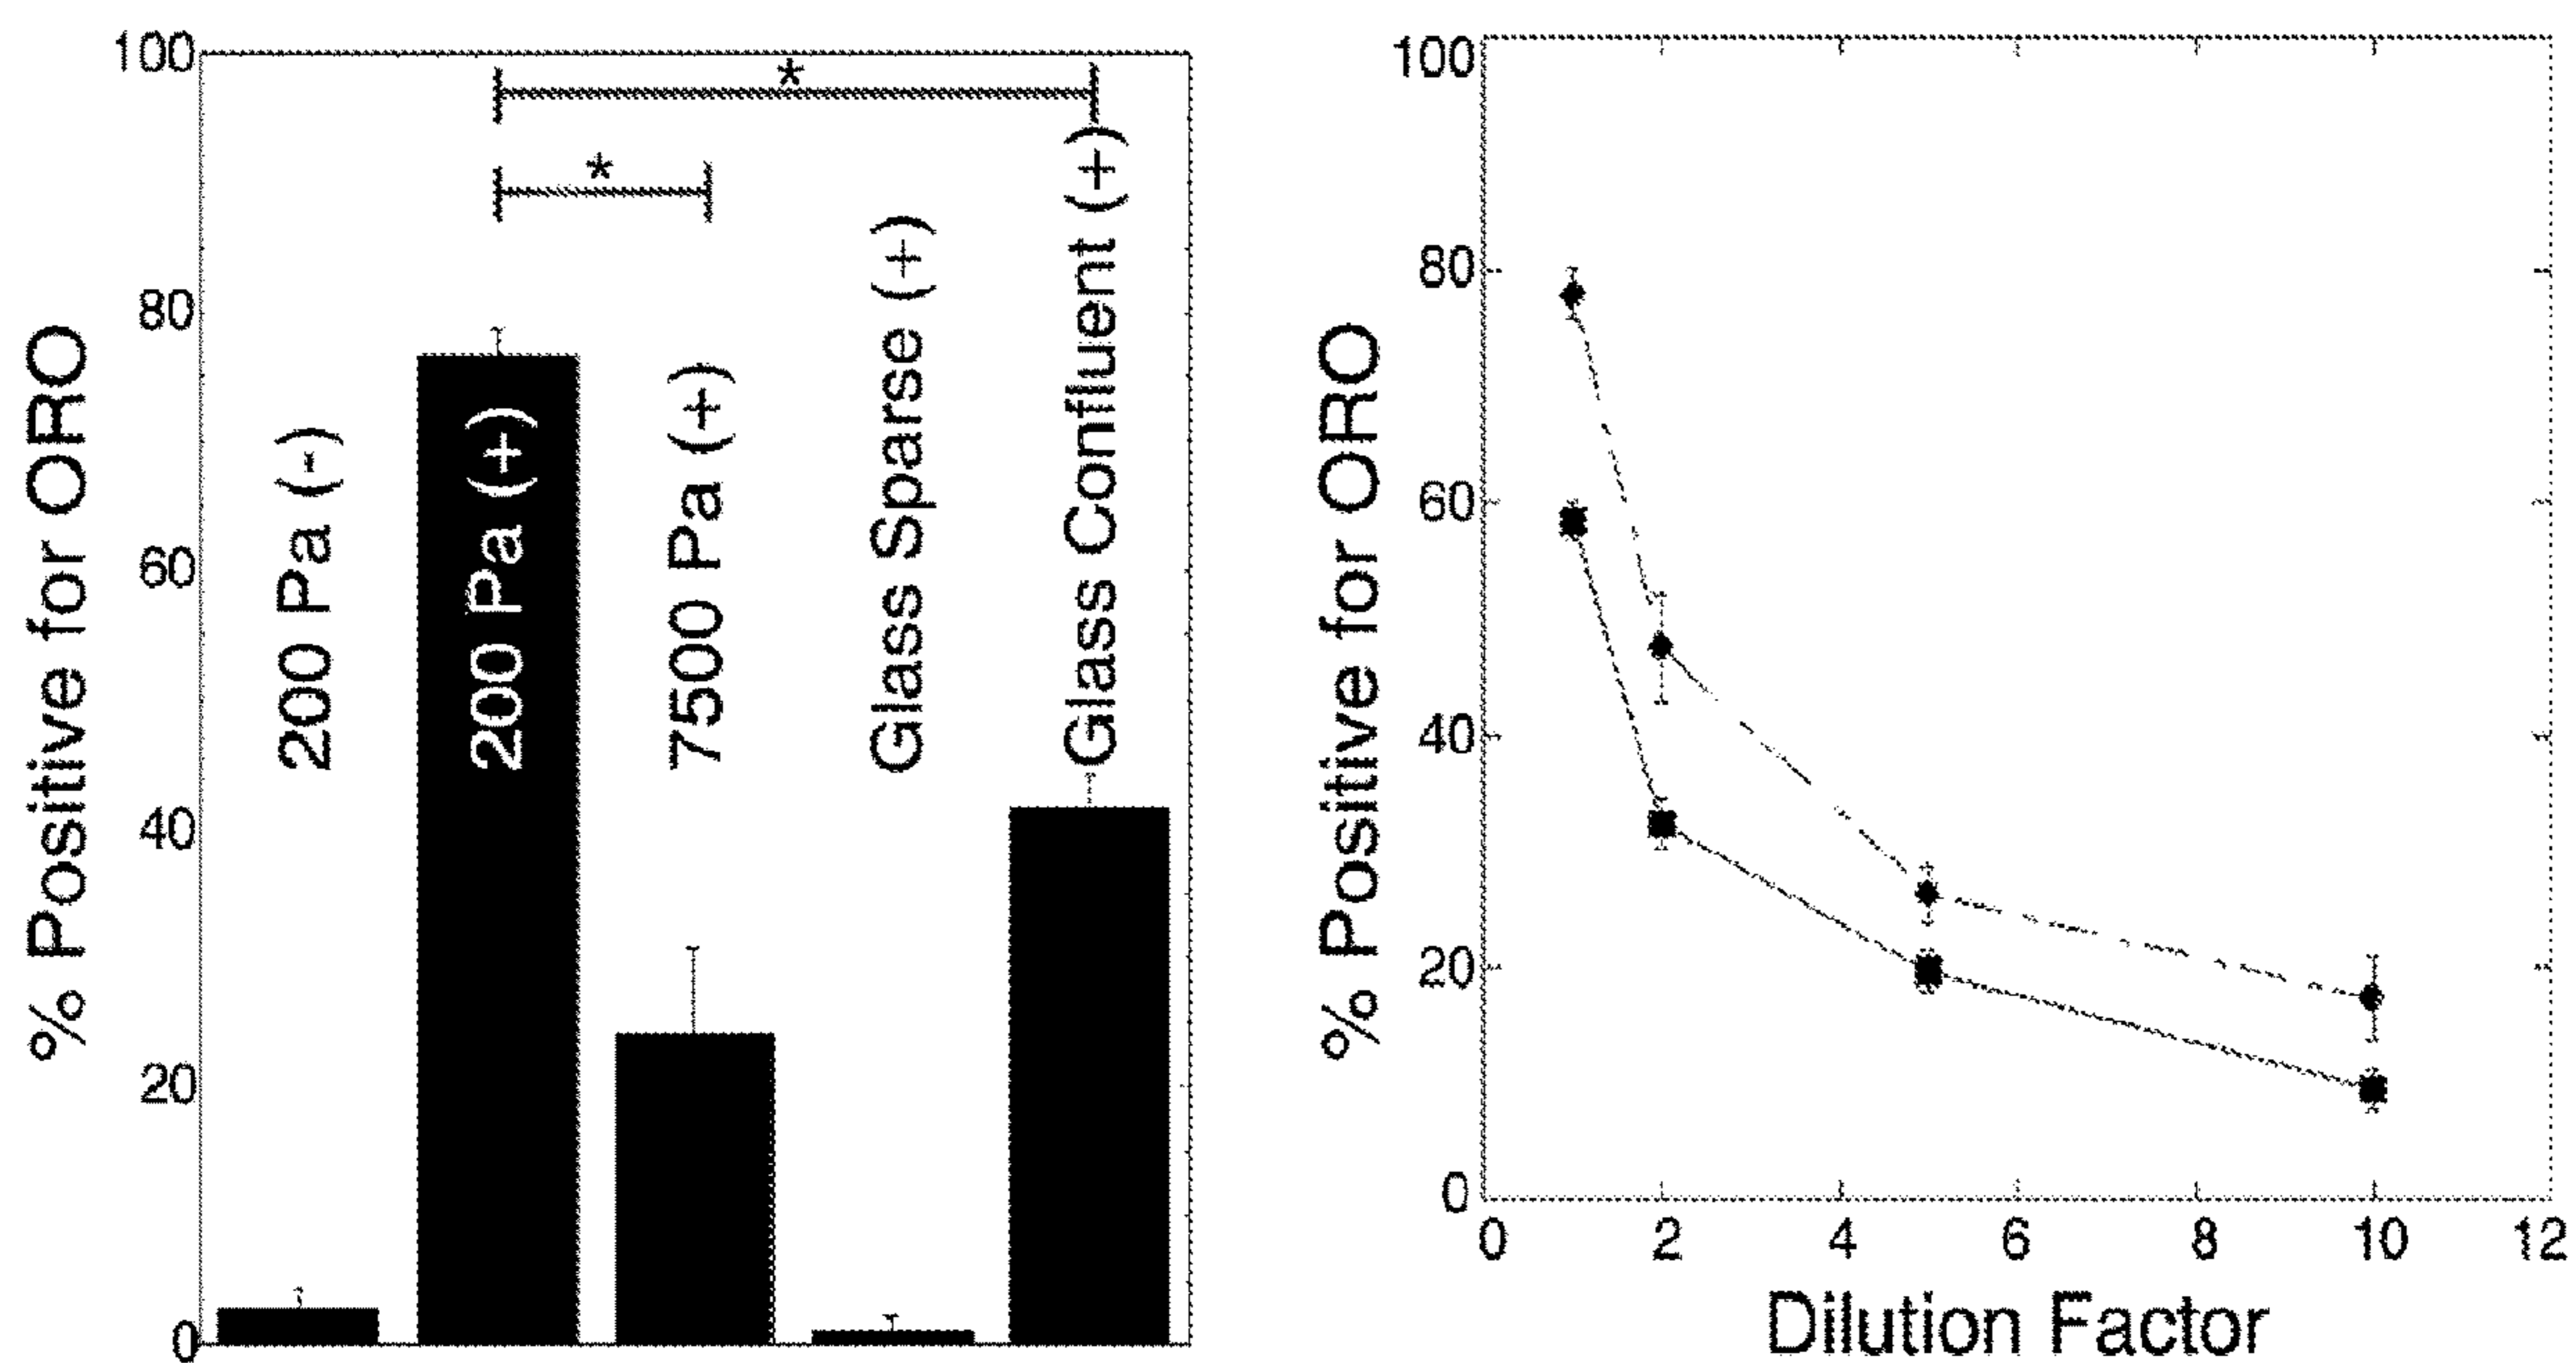 % Positive for ORO
100
80
60
40
20
0
200 Pa (-)
200 Pa (+)
7500 Pa (+)
Glass Sparse (+)
Glass Confluent (+)
*
*
% Positive for ORO
100
80
60
40
20
0
0 2 4 6 8 10 12
Dilution Factor